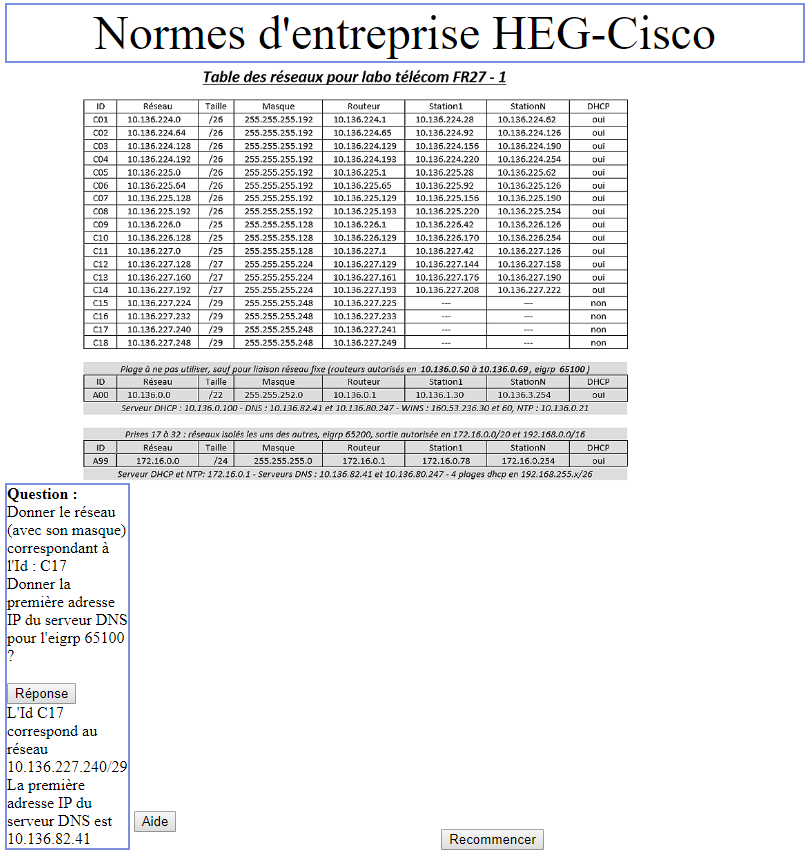 Normes d'entreprise HEG-Cisco
Table des réseaux pour labo télécom FR27 - 1
ID Réseau Taille Masque Routeur Station1 StationN DHCP
C01 10.136.224.0 /26 255.255.255.192 10.136.224.1 10.136.224.28 10.136.224.62 oui
C02 10.136.224.64 /26 255.255.255.192 10.136.224.65 10.136.224.92 10.136.224.126 oui
C03 10.136.224.128 /26 255.255.255.192 10.136.224.129 10.136.224.156 10.136.224.190 oui
C04 10.136.224.192 /26 255.255.255.192 10.136.224.193 10.136.224.220 10.136.224.254 oui
C05 10.136.225.0 /26 255.255.255.192 10.136.225.1 10.136.225.28 10.136.225.62 oui
C06 10.136.225.64 /26 255.255.255.192 10.136.225.65 10.136.225.92 10.136.225.126 oui
C07 10.136.225.128 /26 255.255.255.192 10.136.225.129 10.136.225.156 10.136.225.190 oui
C08 10.136.225.192 /26 255.255.255.192 10.136.225.193 10.136.225.220 10.136.225.254 oui
C09 10.136.226.0 /25 255.255.255.128 10.136.226.1 10.136.226.42 10.136.226.126 oui
C10 10.136.226.128 /25 255.255.255.128 10.136.226.129 10.136.226.170 10.136.226.254 oui
C11 10.136.227.0 /25 255.255.255.128 10.136.227.1 10.136.227.42 10.136.227.126 oui
C12 10.136.227.128 /27 255.255.255.224 10.136.227.129 10.136.227.144 10.136.227.158 oui
C13 10.136.227.160 /27 255.255.255.224 10.136.227.161 10.136.227.176 10.136.227.190 oui
C14 10.136.227.192 /27 255.255.255.224 10.136.227.193 10.136.227.208 10.136.227.222 oui
C15 10.136.227.224 /29 255.255.255.248 10.136.227.225 --- --- non
C16 10.136.227.232 /29 255.255.255.248 10.136.227.233 --- --- non
C17 10.136.227.240 /29 255.255.255.248 10.136.227.241 --- --- non
C18 10.136.227.248 /29 255.255.255.248 10.136.227.249 --- --- non
Plage à ne pas utiliser, sauf pour liaison réseau fixe (routeurs autorisés en 10.136.0.50 à 10.136.0.69, eigrp 65100 )
ID Réseau Taille Masque Routeur Station1 StationN DHCP
A00 10.136.0.0 /22 255.255.252.0 10.136.0.1 10.136.1.30 10.136.3.254 oui
Serveur DHCP : 10.136.0.100 - DNS : 10.136.82.41 et 10.136.80.247 - WINS : 160.53.236.30 et 60, NTP : 10.136.0.21
Prises 17 à 32 : réseaux isolés les uns des autres, eigrp 65200, sortie autorisée en 172.16.0.0/20 et 192.168.0.0/16
ID Réseau Taille Masque Routeur Station1 StationN DHCP
A99 172.16.0.0 /24 255.255.255.0 172.16.0.1 172.16.0.78 172.16.0.254 oui
Serveur DHCP et NTP: 172.16.0.1 - Serveurs DNS : 10.136.82.41 et 10.136.80.247 - 4 plages dhcp en 192.168.255.x/26
Question :
Donner le réseau
(avec son masque)
correspondant à
l'Id : C17
Donner la
première adresse
IP du serveur DNS
pour l'eigrp 65100
?
Réponse
L'Id C17
correspond au
réseau
10.136.227.240/29
La première
adresse IP du
serveur DNS est
10.136.82.41
Aide
Recommencer